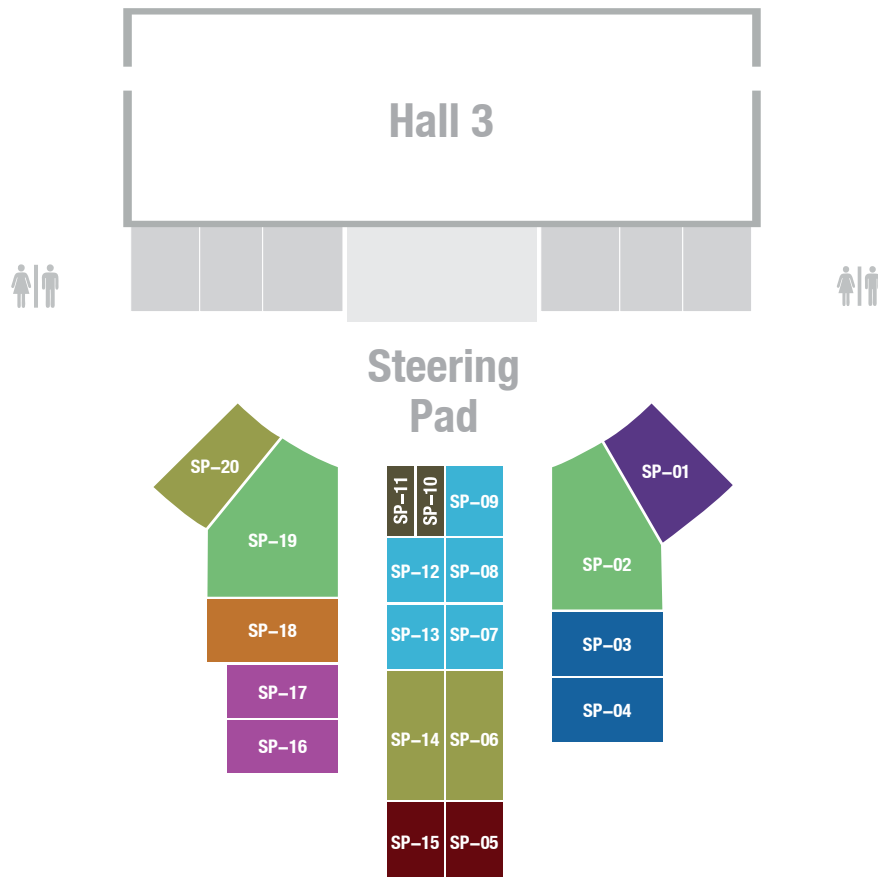 Hall 3
Steering
Pad
SP–20
SP–19
SP–18
SP–17
SP–16
SP–11
SP–10
SP–09
SP–12
SP–08
SP–13
SP–07
SP–14
SP–06
SP–15
SP–05
SP–01
SP–02
SP–03
SP–04